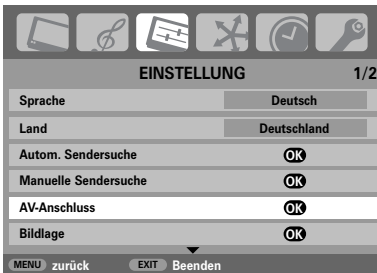 EINSTELLUNG 1/2
Sprache Deutsch
Land Deutschland
Autom. Sendersuche OK
Manuelle Sendersuche OK
AV-Anschluss OK
Bildlage OK
MENU zurück EXIT Beenden